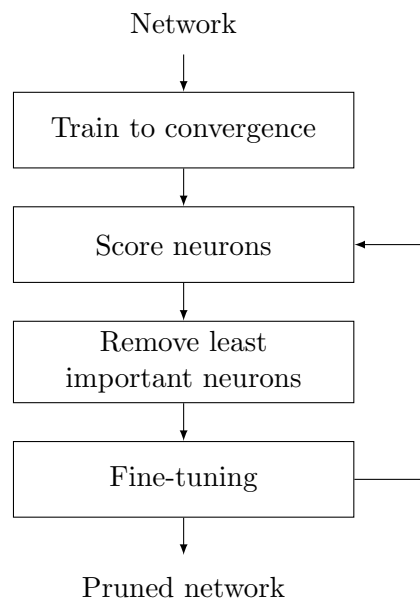 Network
Train to convergence
Score neurons
Remove least
important neurons
Fine-tuning
Pruned network